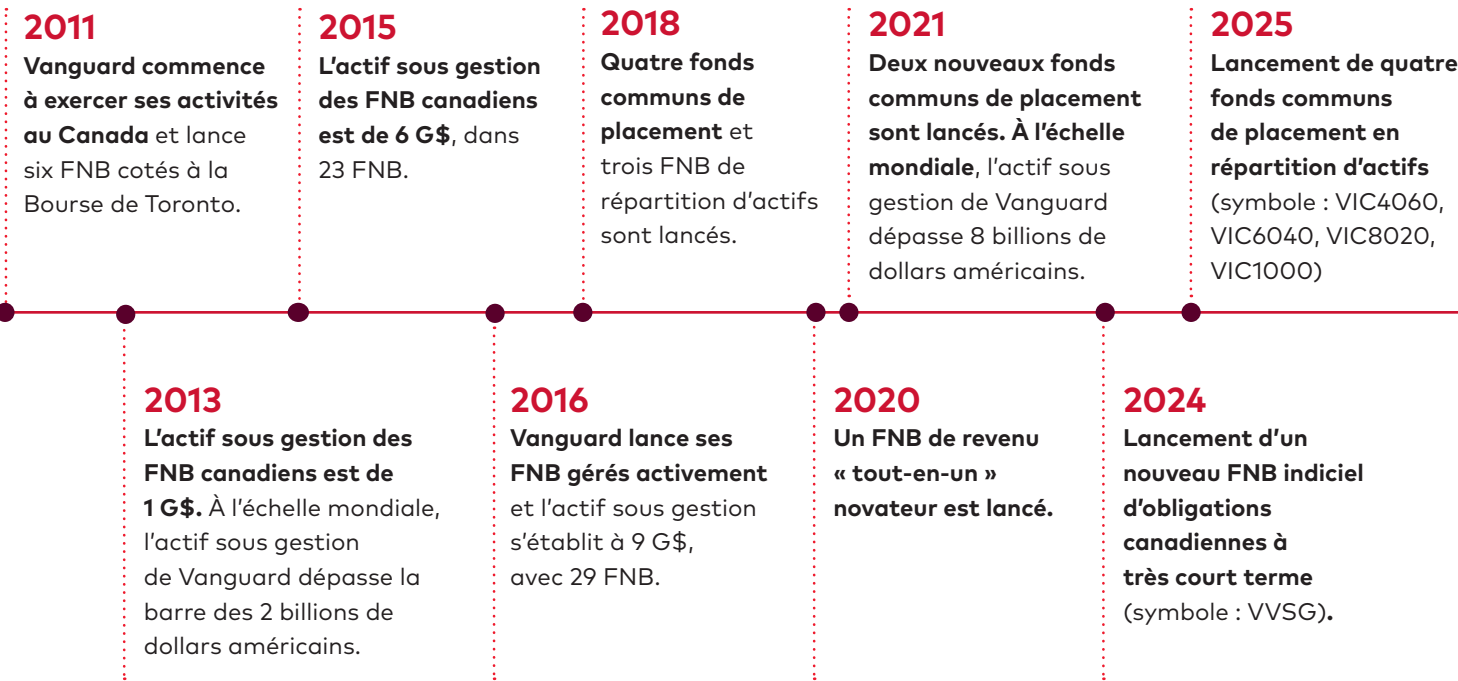 2011
Vanguard commence
à exercer ses activités
au Canada et lance
six FNB cotés à la
Bourse de Toronto.
2015
L'actif sous gestion
des FNB canadiens
est de 6 G$, dans
23 FNB.
2018
Quatre fonds
communs de
placement et
trois FNB de
répartition d'actifs
sont lancés.
2021
Deux nouveaux fonds
communs de placement
sont lancés. À l'échelle
mondiale, l'actif sous
gestion de Vanguard
dépasse 8 billions de
dollars américains.
2025
Lancement de quatre
fonds communs
de placement en
répartition d'actifs
(symbole : VIC4060,
VIC6040, VIC8020,
VIC1000)
2013
L'actif sous gestion des
FNB canadiens est de
1 G$. À l'échelle mondiale,
l'actif sous gestion
de Vanguard dépasse la
barre des 2 billions de
dollars américains.
2016
Vanguard lance ses
FNB gérés activement
et l'actif sous gestion
s'établit à 9 G$,
avec 29 FNB.
2020
Un FNB de revenu
« tout-en-un »
novateur est lancé.
2024
Lancement d'un
nouveau FNB indiciel
d'obligations
canadiennes à
très court terme
(symbole : VVSG).